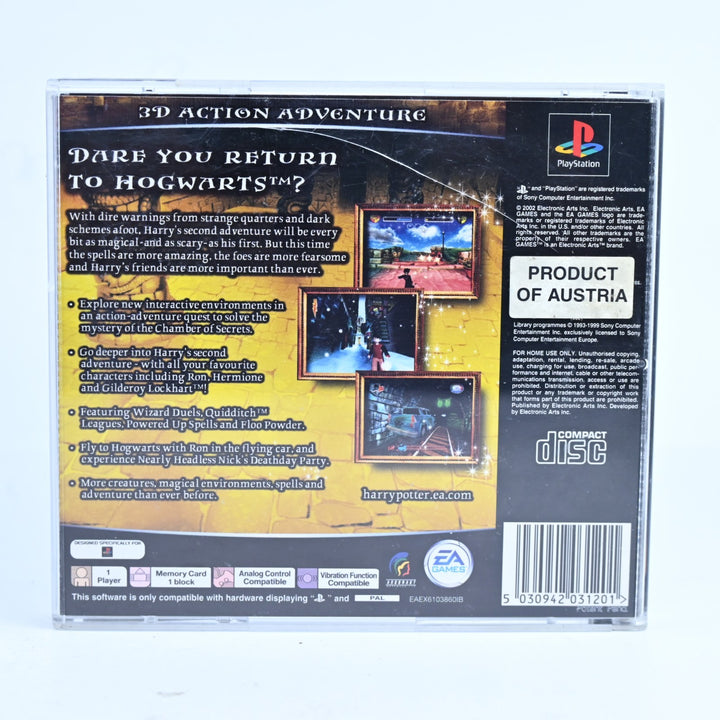 3D ACTION ADVENTURE
DARE YOU RETURN
TO HOGWARTS™?
With dire warnings from strange quarters and dark
schemes afoot, Harry's second adventure will be every
bit as magical - and as scary - as his first. But this time
the spells are more amazing, the foes are more fearsome
and Harry's friends are more important than ever.
• Explore new interactive environments in
an action-adventure quest to solve the
mystery of the Chamber of Secrets.
• Go deeper into Harry's second
adventure - with all your favourite
characters including Ron, Hermione
and Gilderoy Lockhart™!
• Featuring Wizard Duels, Quidditch™
Leagues, Powered Up Spells and Floo Powder.
• Fly to Hogwarts with Ron in the flying car, and
experience Nearly Headless Nick's Deathday Party.
• More creatures, magical environments, spells and
adventure than ever before.
harrypotter.ea.com
PlayStation
" and "PlayStation" are registered trademarks
of Sony Computer Entertainment Inc.
© 2002 Electronic Arts Inc. Electronic Arts, EA
GAMES and the EA GAMES logo are trade-
marks or registered trademarks of Electronic
Arts Inc. in the U.S. and/or other countries. All
rights reserved. All other trademarks are the
property of their respective owners. EA
GAMES™ is an Electronic Arts™ brand.
PRODUCT
OF AUSTRIA
Library programmes © 1993-1999 Sony Computer
Entertainment Inc. exclusively licensed to Sony
Computer Entertainment Europe.
FOR HOME USE ONLY. Unauthorised copying,
adaptation, rental, lending, re-sale, arcade
use, charging for use, broadcast, public per-
formance and internet, cable or other telecom-
munications transmission, access or use are
prohibited. Distribution or extraction of this
product or any trademark or copyright work
that forms part of this product are prohibited.
Published by Electronic Arts Inc. Developed
by Electronic Arts Inc.
COMPACT
disc
DESIGNED SPECIFICALLY FOR
1
Player
Memory Card
1 block
Analog Control
Compatible
Vibration Function
Compatible
EA
GAMES
This software is only compatible with hardware displaying "
" and
PAL
EAEX6103860IB
5 030942 031201 >